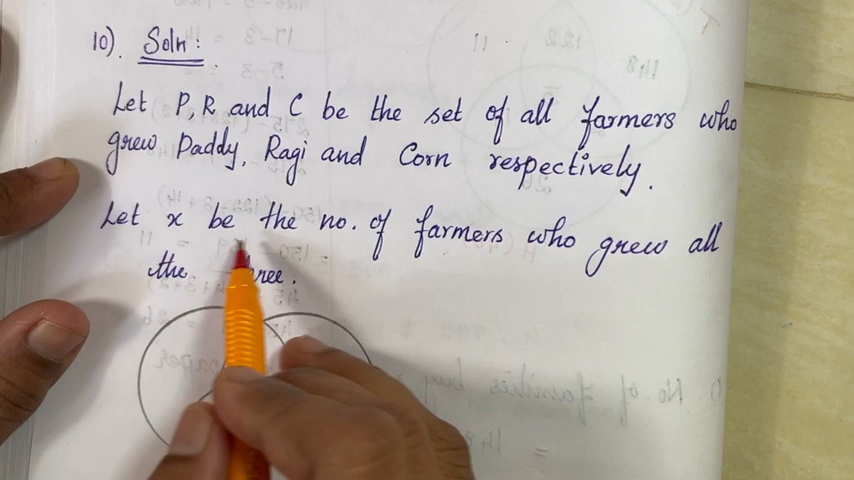 10). Soln:
Let P, R and C be the set of all farmers who
grew Paddy, Ragi and Corn respectively.
Let x be the no. of farmers who grew all
the